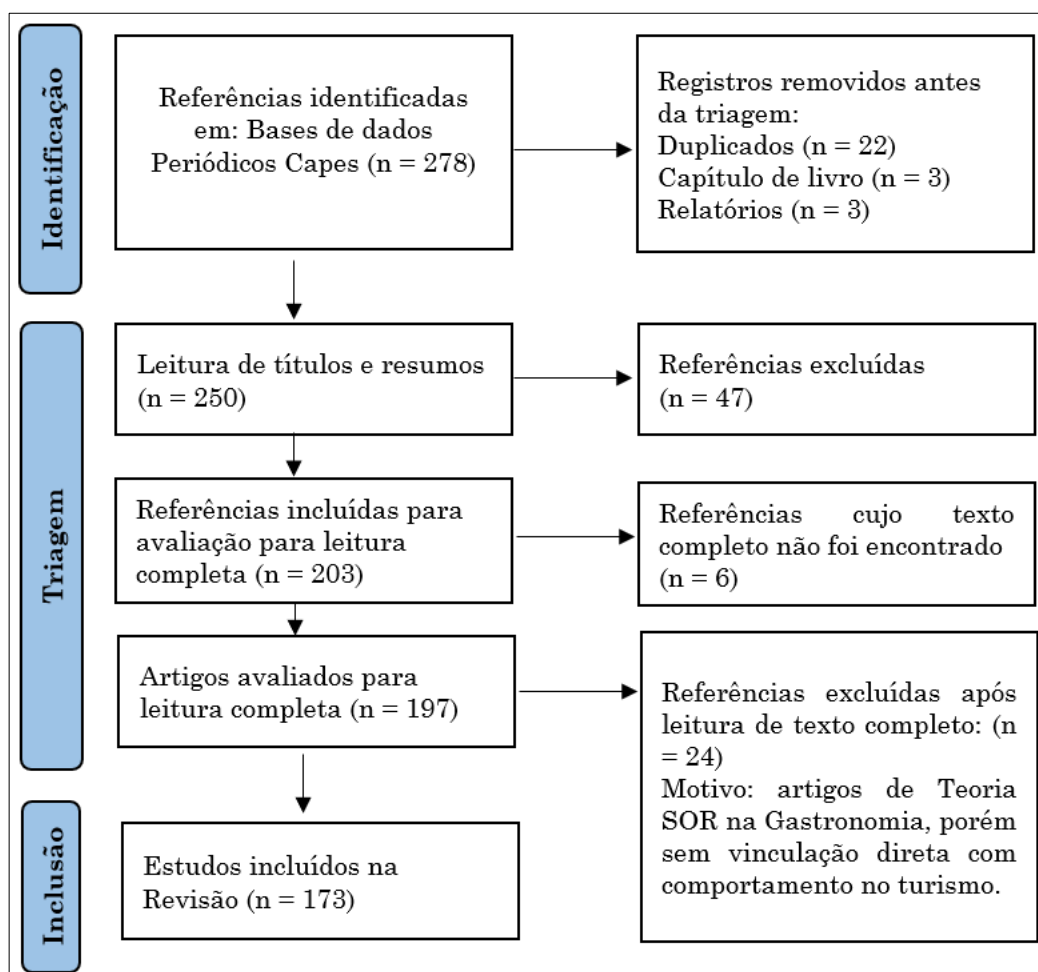 Identificação
Referências identificadas
em: Bases de dados
Periódicos Capes (n = 278)
Registros removidos antes
da triagem:
Duplicados (n = 22)
Capítulo de livro (n = 3)
Relatórios (n = 3)
Triagem
Leitura de títulos e resumos
(n = 250)
Referências excluídas
(n = 47)
Referências incluídas para
avaliação para leitura
completa (n = 203)
Referências cujo texto
completo não foi encontrado
(n = 6)
Artigos avaliados para
leitura completa (n = 197)
Referências excluídas após
leitura de texto completo: (n
= 24)
Motivo: artigos de Teoria
SOR na Gastronomia, porém
sem vinculação direta com
comportamento no turismo.
Inclusão
Estudos incluídos na
Revisão (n = 173)